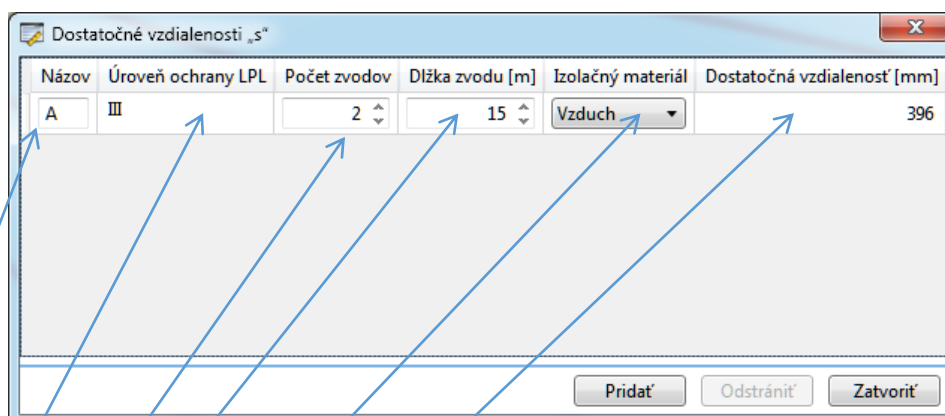 Dostatočné vzdialenosti „s“
Názov Úroveň ochrany LPL Počet zvodov Dlžka zvodu [m] Izolačný materiál Dostatočná vzdialenosť [mm]
A III 2 15 Vzduch 396
Pridať Odstrániť Zatvoriť